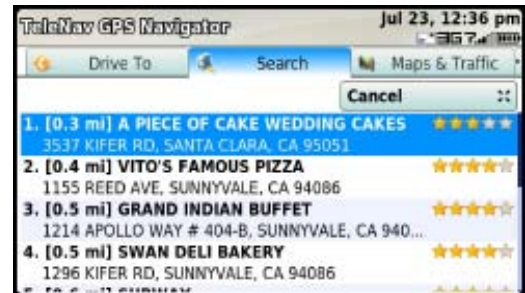 TeleNav GPS Navigator
Jul 23, 12:36 pm
Drive To Search Maps & Traffic
Cancel
1. [0.3 mi] A PIECE OF CAKE WEDDING CAKES
3537 KIFER RD, SANTA CLARA, CA 95051
2. [0.4 mi] VITO'S FAMOUS PIZZA
1155 REED AVE, SUNNYVALE, CA 94086
3. [0.5 mi] GRAND INDIAN BUFFET
1214 APOLLO WAY # 404-B, SUNNYVALE, CA 940...
4. [0.5 mi] SWAN DELI BAKERY
1296 KIFER RD, SUNNYVALE, CA 94086